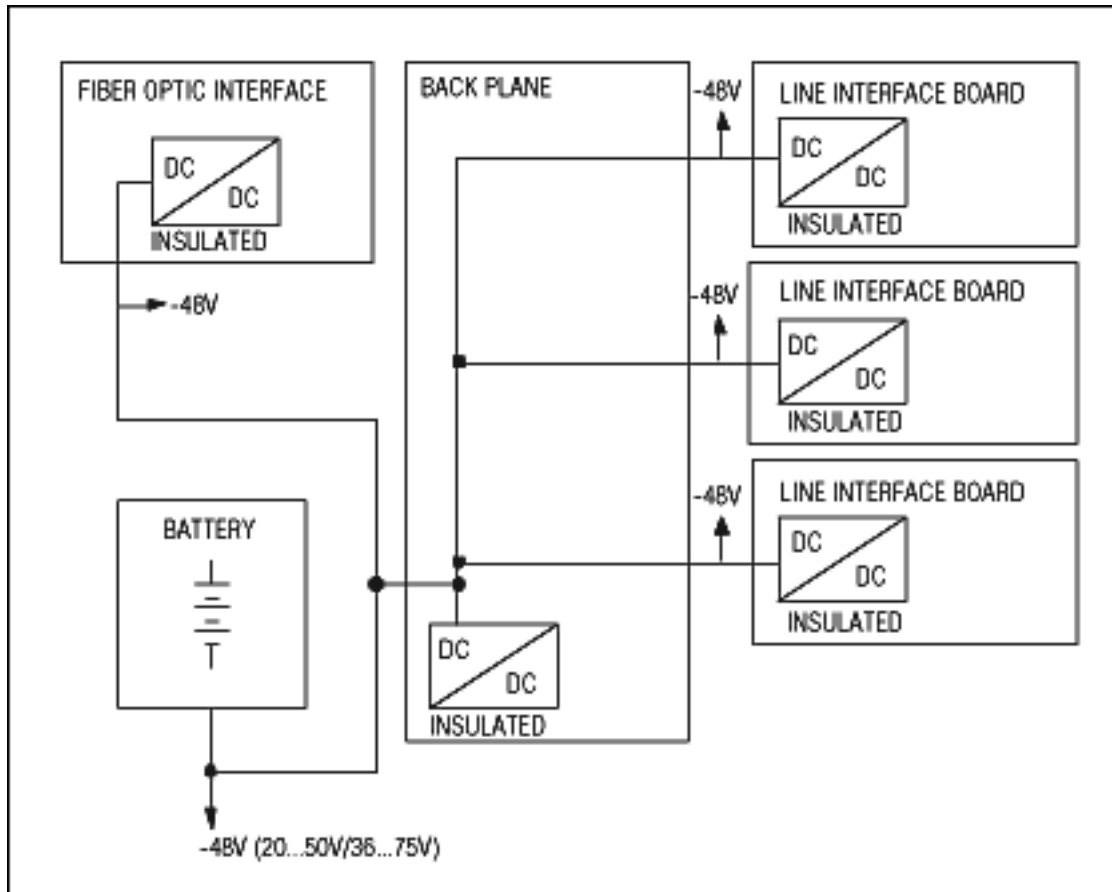 FIBER OPTIC INTERFACE
DC
DC
INSULATED
-48V
BATTERY
-48V (20...50V/36...75V)
BACK PLANE
DC
DC
INSULATED
-48V
LINE INTERFACE BOARD
DC
DC
INSULATED
-48V
LINE INTERFACE BOARD
DC
DC
INSULATED
-48V
LINE INTERFACE BOARD
DC
DC
INSULATED